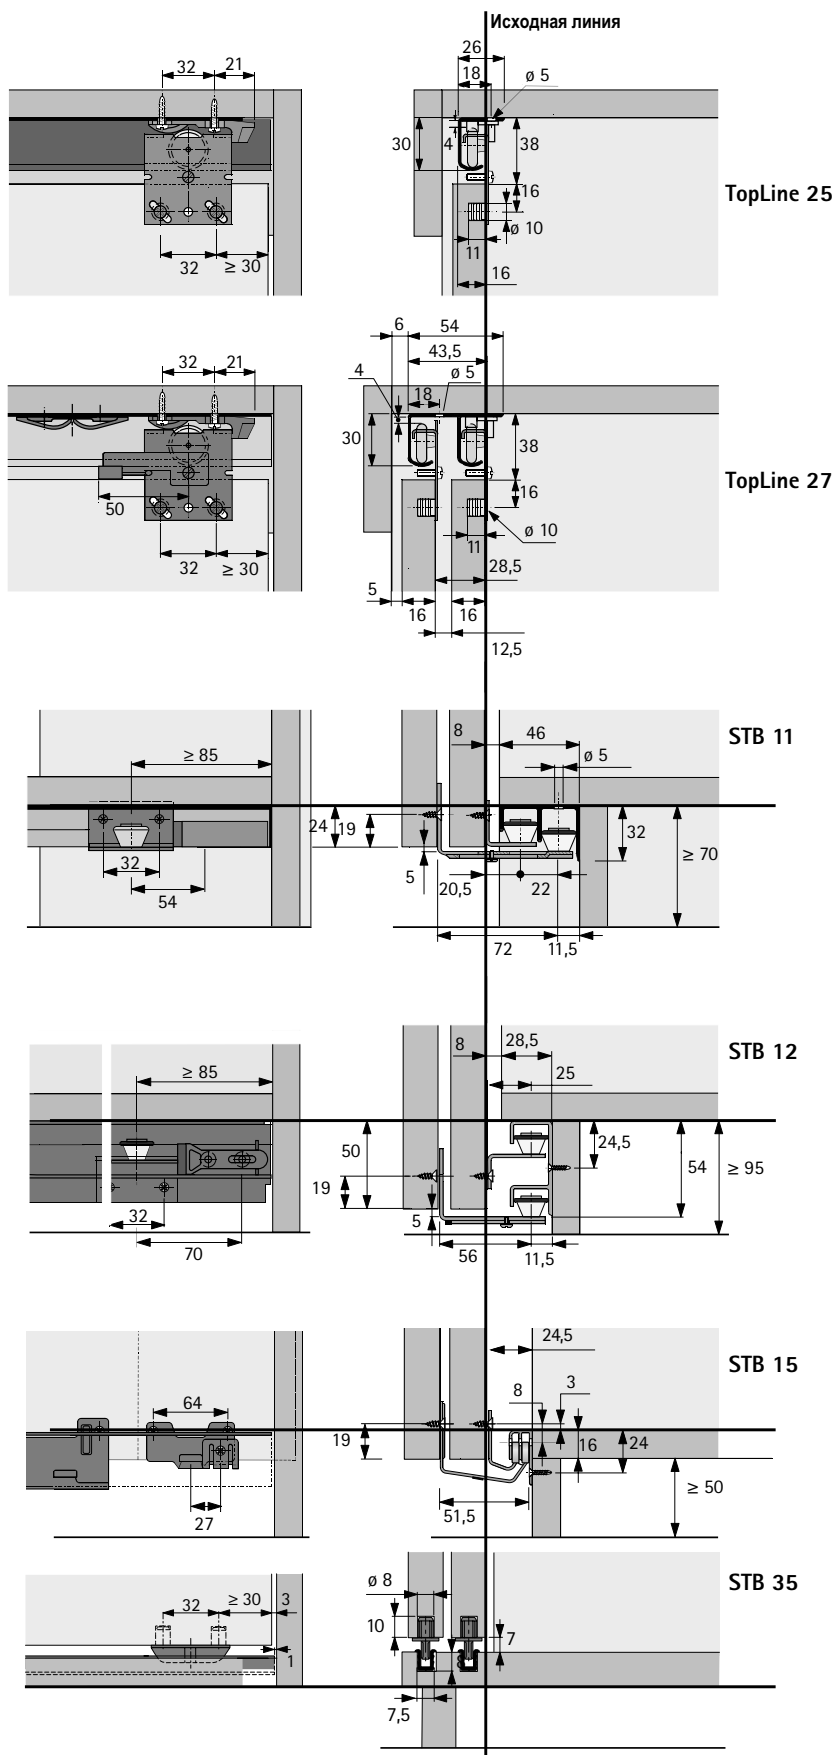 Исходная линия
26
32 21
18 ø 5
30 4 38
16
TopLine 25
ø 10
11
32 ≥ 30
16
6 54
43,5
32 21
4 ø 5
18
30 38
16
TopLine 27
50
ø 10
11
32 ≥ 30
28,5
5 16 16
12,5
8 46
STB 11
≥ 85
ø 5
24 19
32
32
≥ 70
5
54
20,5 22
72 11,5
8 28,5
STB 12
≥ 85
25
50
24,5
54
≥ 95
19
32
5
70
56 11,5
24,5
STB 15
64
8 3
19
16 24
≥ 50
27
51,5
STB 35
ø 8
32 ≥ 30 3
10
7
1
7,5